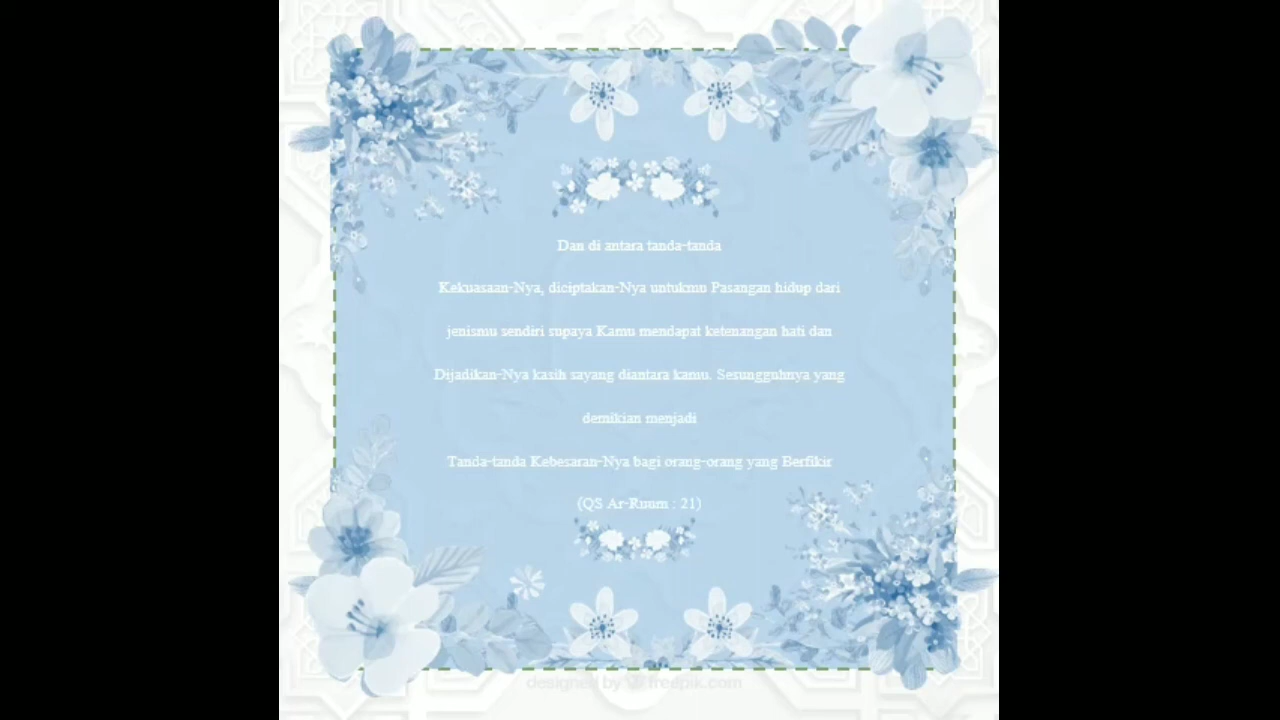 Dan di antara tanda-tanda
Kekuasaan-Nya, diciptakan-Nya untukmu Pasangan hidup dari
jenismu sendiri supaya Kamu mendapat ketenangan hati dan
Dijadikan-Nya kasih sayang diantara kamu. Sesungguhnya yang
demikian menjadi
Tanda-tanda Kebesaran-Nya bagi orang-orang yang Berfikir
(QS Ar-Ruum : 21)
designed by freepik.com